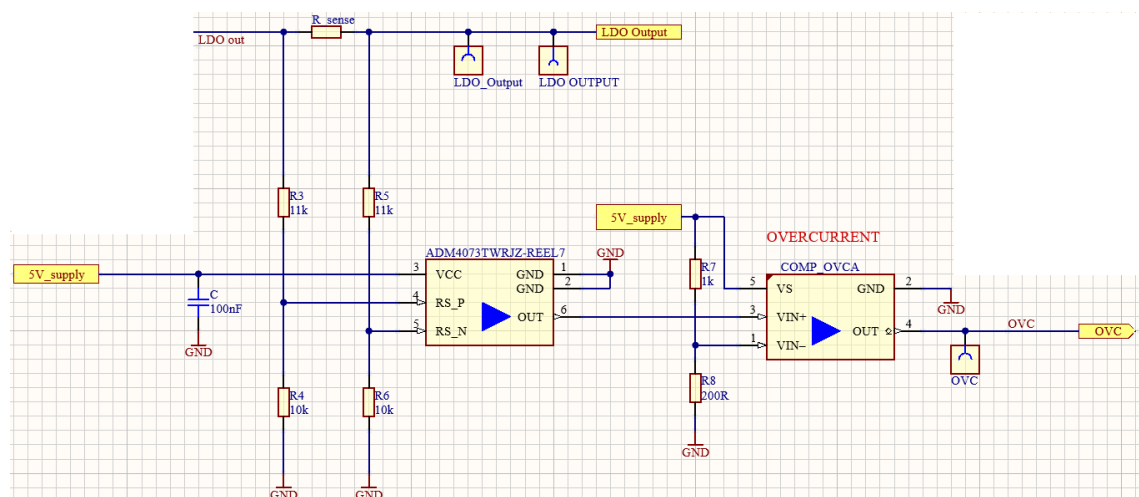 R_sense
LDO out
LDO Output
LDO_Output
LDO OUTPUT
R3
11k
R5
11k
5V_supply
OVERCURRENT
ADM4073TWRJZ-REEL7
GND
R7
1k
COMP_OVCA
5V_supply
3
VCC
GND
1
GND
2
5
VS
GND
2
GND
C
100nF
4
RS_P
OUT
6
3
VIN+
OUT
4
OVC
OVC
5
RS_N
1
VIN–
GND
R8
200R
OVC
R4
10k
R6
10k
GND
GND
GND